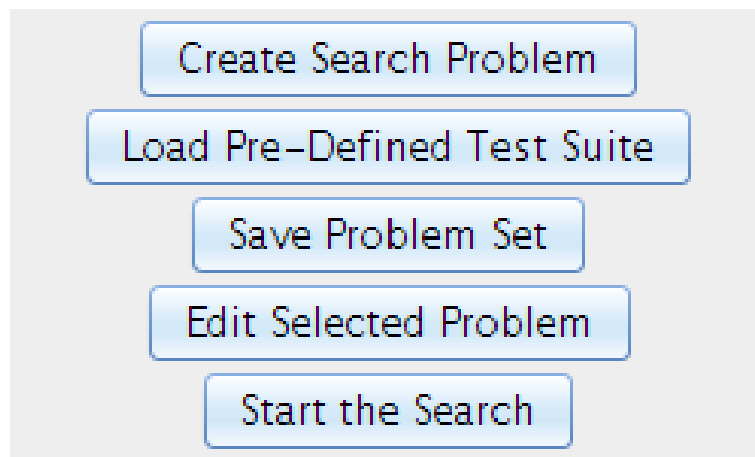 Create Search Problem
Load Pre-Defined Test Suite
Save Problem Set
Edit Selected Problem
Start the Search